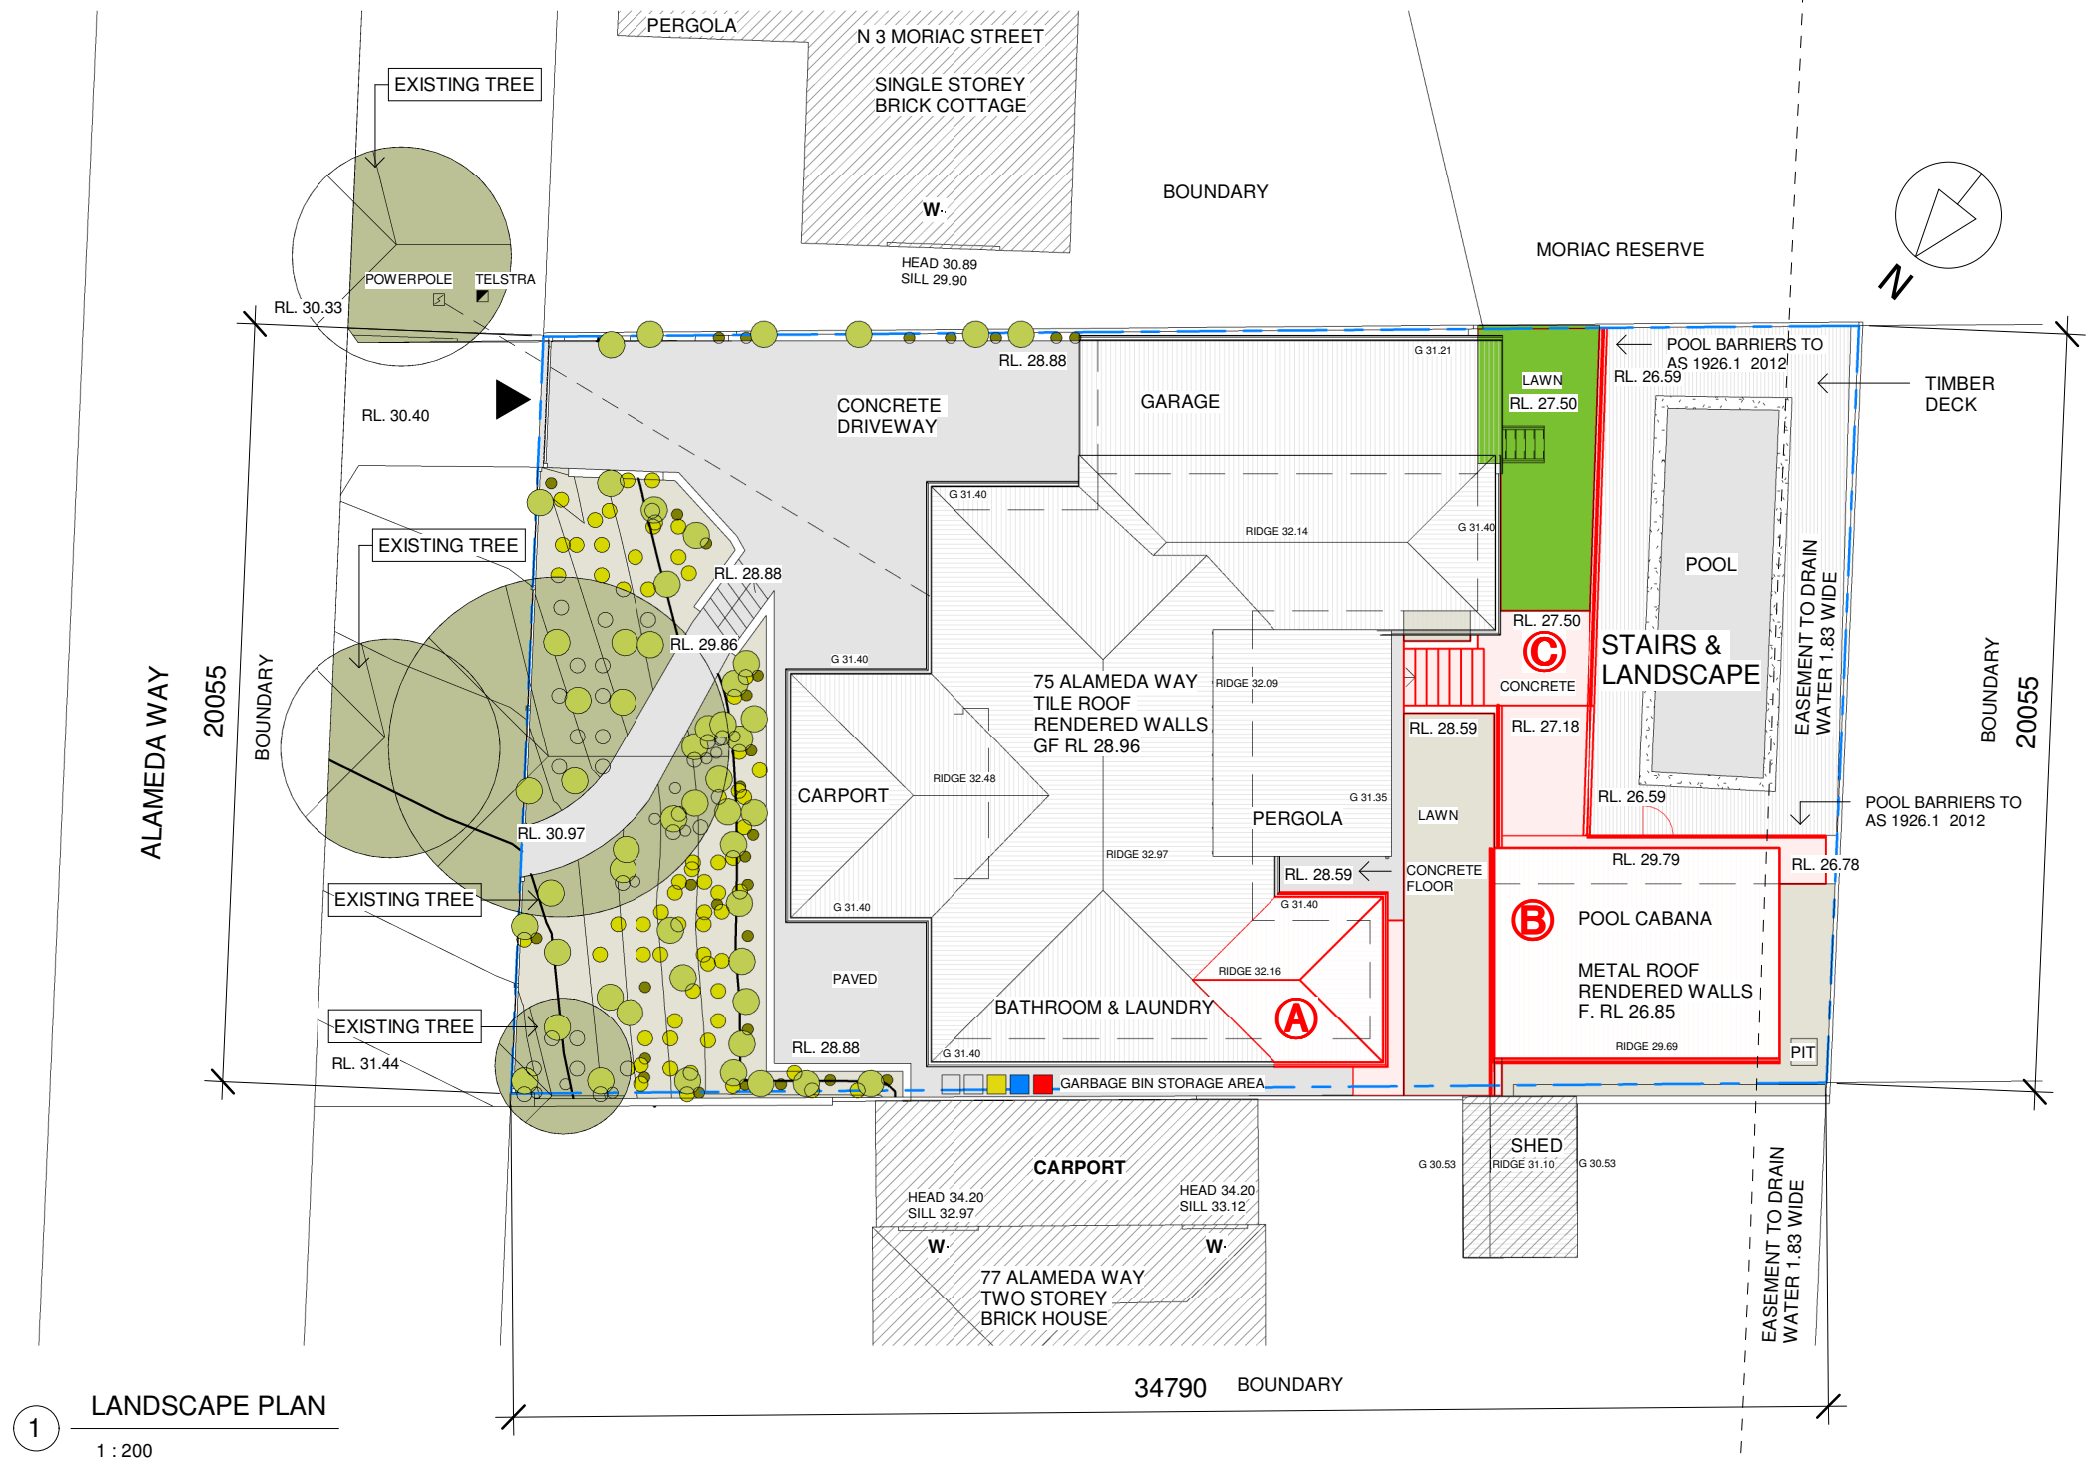 PERGOLA
N 3 MORIAC STREET
SINGLE STOREY
BRICK COTTAGE
EXISTING TREE
W.
BOUNDARY
MORIAC RESERVE
HEAD 30.89
SILL 29.90
N
POWERPOLE
TELSTRA
RL. 30.33
RL. 30.40
RL. 28.88
G 31.21
POOL BARRIERS TO
AS 1926.1 2012
RL. 26.59
TIMBER
DECK
CONCRETE
DRIVEWAY
GARAGE
LAWN
RL. 27.50
G 31.40
RIDGE 32.14
G 31.40
EXISTING TREE
RL. 28.88
POOL
EASEMENT TO DRAIN
WATER 1.83 WIDE
RL. 29.86
G 31.40
RL. 27.50
C
CONCRETE
STAIRS &
LANDSCAPE
ALAMEDA WAY
20055
BOUNDARY
75 ALAMEDA WAY
TILE ROOF
RENDERED WALLS
GF RL 28.96
RIDGE 32.09
RL. 28.59
RL. 27.18
BOUNDARY
20055
RIDGE 32.48
CARPORT
G 31.35
PERGOLA
LAWN
RL. 26.59
POOL BARRIERS TO
AS 1926.1 2012
RL. 30.97
RIDGE 32.97
RL. 28.59
CONCRETE
FLOOR
RL. 29.79
RL. 26.78
EXISTING TREE
G 31.40
G 31.40
B
POOL CABANA
METAL ROOF
RENDERED WALLS
F. RL 26.85
RIDGE 32.16
PAVED
BATHROOM & LAUNDRY
A
EXISTING TREE
RL. 31.44
RL. 28.88
G 31.40
RIDGE 29.69
PIT
GARBAGE BIN STORAGE AREA
CARPORT
SHED
G 30.53
RIDGE 31.10
G 30.53
HEAD 34.20
SILL 32.97
HEAD 34.20
SILL 33.12
W.
W.
77 ALAMEDA WAY
TWO STOREY
BRICK HOUSE
EASEMENT TO DRAIN
WATER 1.83 WIDE
34790
BOUNDARY
1
LANDSCAPE PLAN
1 : 200